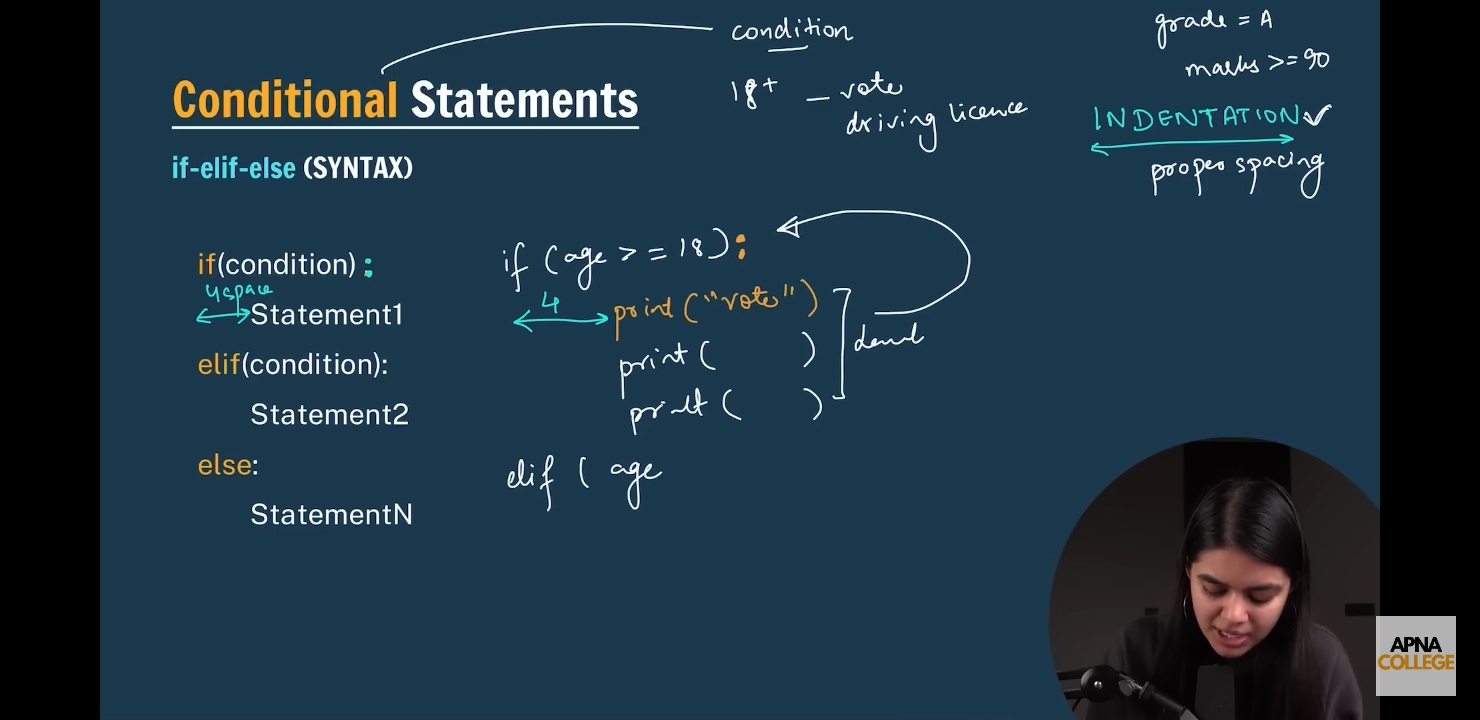 condition
grade = A
marks >= 90
Conditional Statements
18+ – vote
driving licence
INDENTATION ✓
proper spacing
if-elif-else (SYNTAX)
if(condition) :
4space
Statement1
elif(condition):
Statement2
else:
StatementN
if (age >= 18):
4
print("vote")
print( )
print( )
elif ( age
APNA
COLLEGE